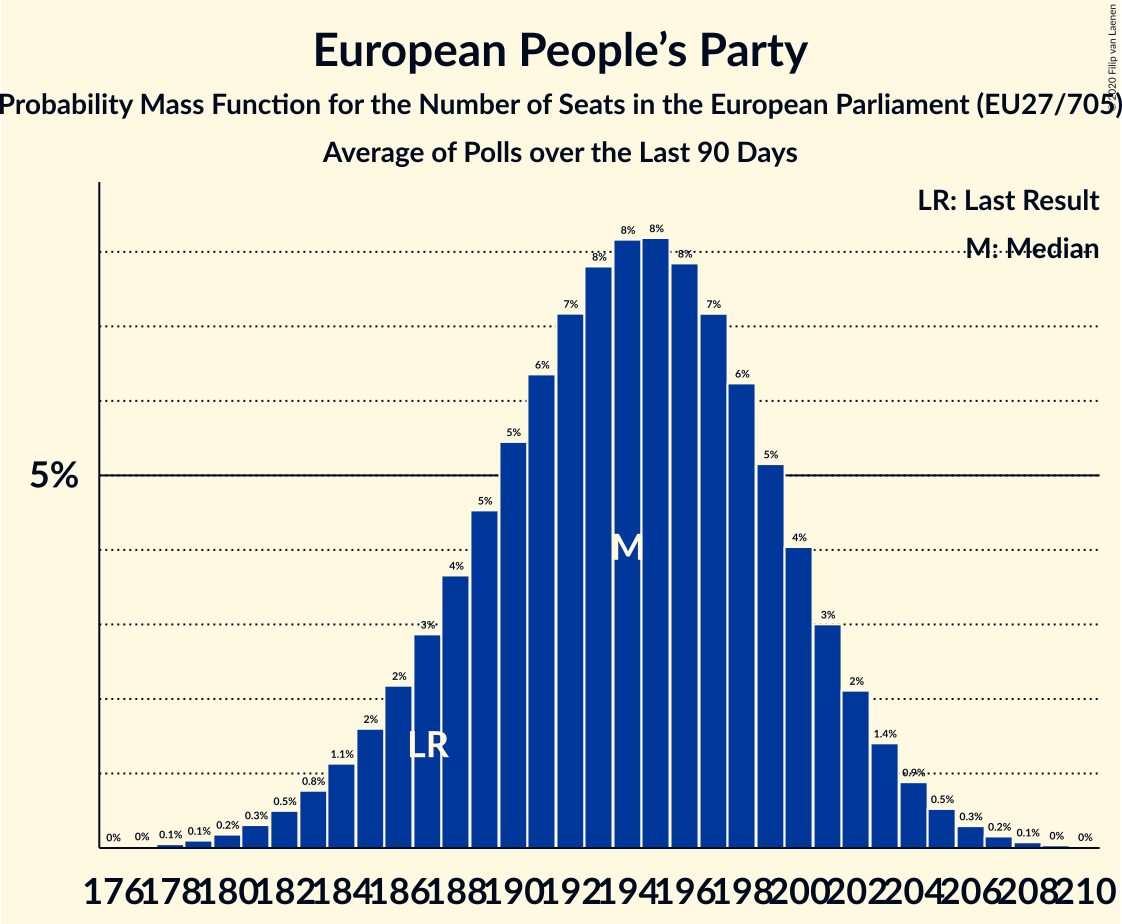 European People's Party
Probability Mass Function for the Number of Seats in the European Parliament (EU27/705)
Average of Polls over the Last 90 Days
© 2020 Filip van Laenen
LR: Last Result
M: Median
5%
0% 0% 0.1% 0.1% 0.2% 0.3% 0.5% 0.8% 1.1% 2% 2% 3% 4% 5% 5% 6% 7% 8% 8% 8% 8% 7% 6% 5% 4% 3% 2% 1.4% 0.9% 0.5% 0.3% 0.2% 0.1% 0% 0%
M
LR
176 178 180 182 184 186 188 190 192 194 196 198 200 202 204 206 208 210